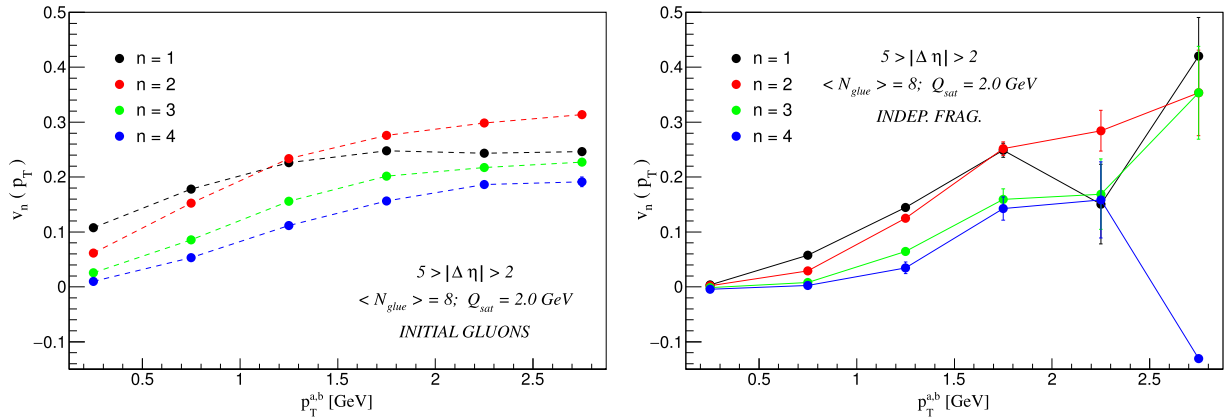 0.5
0.4
0.3
0.2
0.1
0
−0.1
v_n ( p_T )
n = 1
n = 2
n = 3
n = 4
5 > |Δ η| > 2
< N_glue > = 8; Q_sat = 2.0 GeV
INITIAL GLUONS
0.5 1 1.5 2 2.5
p_T^{a,b} [GeV]
0.5
0.4
0.3
0.2
0.1
0
−0.1
v_n ( p_T )
n = 1
n = 2
n = 3
n = 4
5 > |Δ η| > 2
< N_glue > = 8; Q_sat = 2.0 GeV
INDEP. FRAG.
0.5 1 1.5 2 2.5
p_T^{a,b} [GeV]